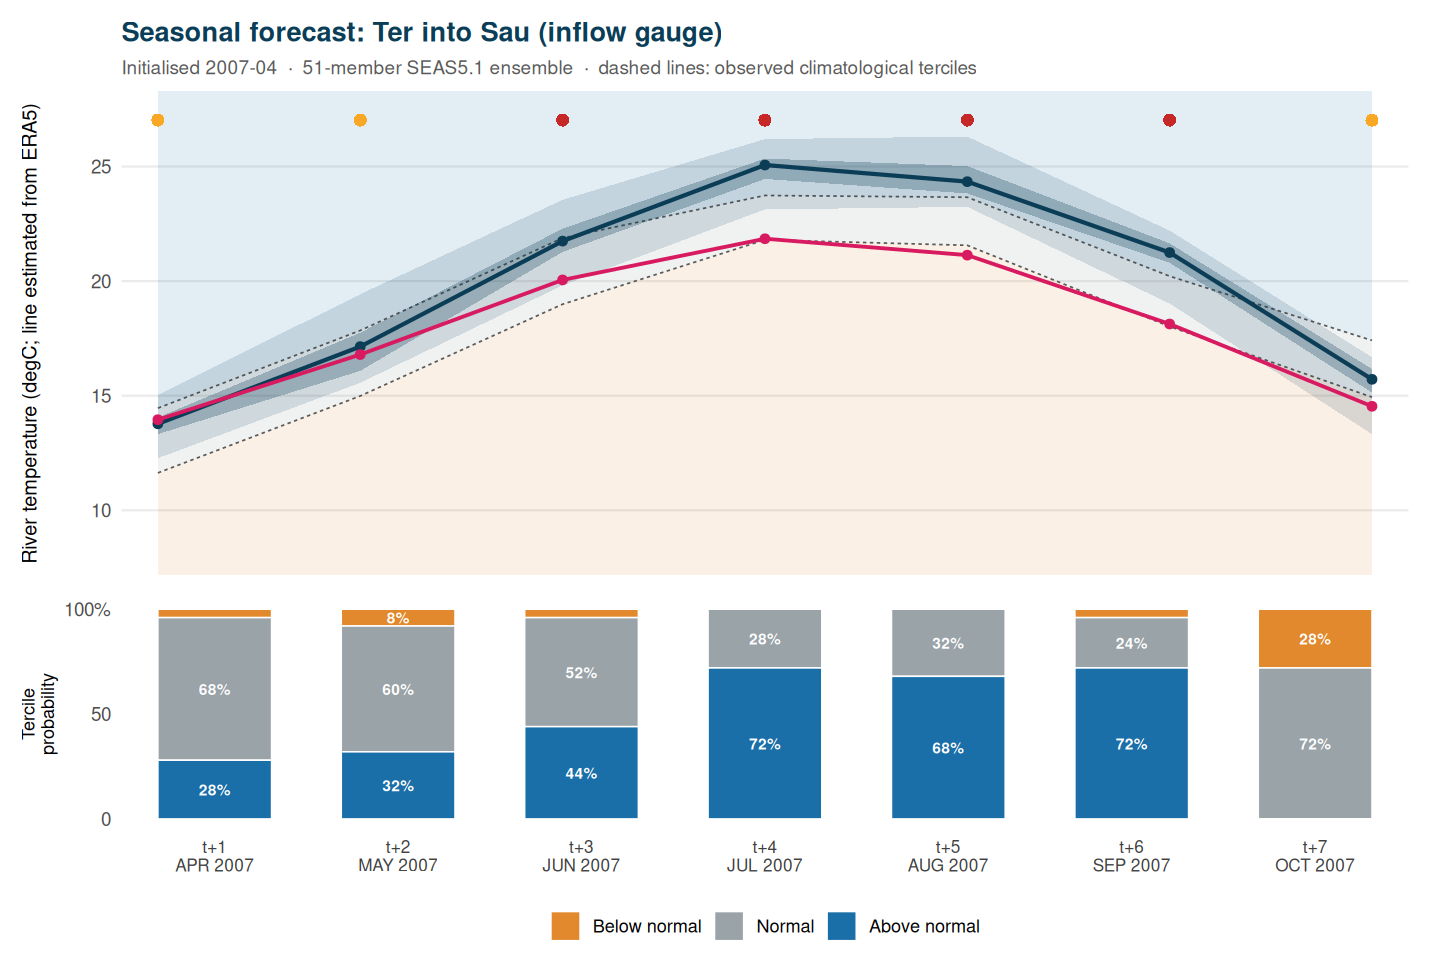 Seasonal forecast: Ter into Sau (inflow gauge)
Initialised 2007-04 · 51-member SEAS5.1 ensemble · dashed lines: observed climatological terciles
River temperature (degC; line estimated from ERA5)
25
20
15
10
Tercile
probability
100%
50
0
8%
28%
32%
24%
28%
68%
60%
52%
72%
28%
32%
44%
72%
68%
72%
t+1
APR 2007
t+2
MAY 2007
t+3
JUN 2007
t+4
JUL 2007
t+5
AUG 2007
t+6
SEP 2007
t+7
OCT 2007
Below normal
Normal
Above normal